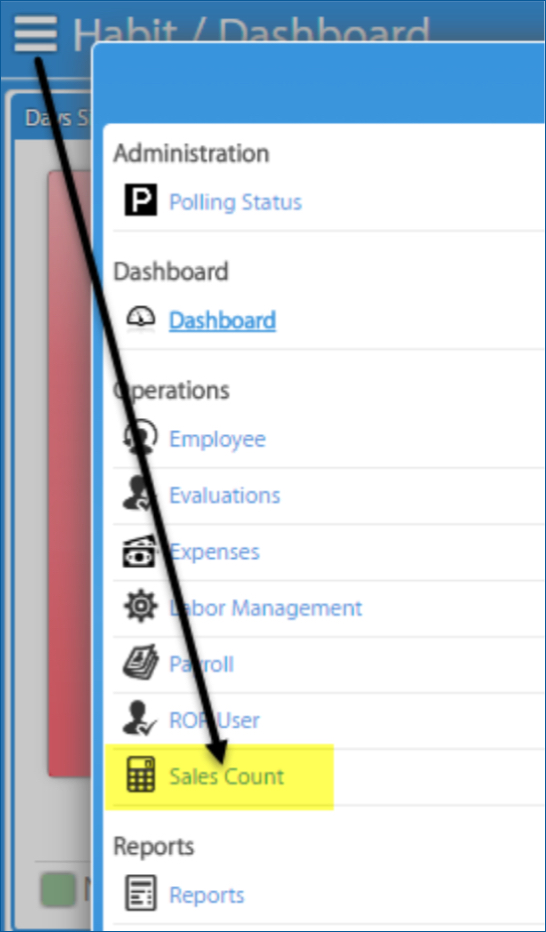 Habit / Dashboard
Days S
Administration
P
Polling Status
Dashboard
Dashboard
Operations
Employee
Evaluations
Expenses
Labor Management
Payroll
User
Sales Count
Reports
Reports